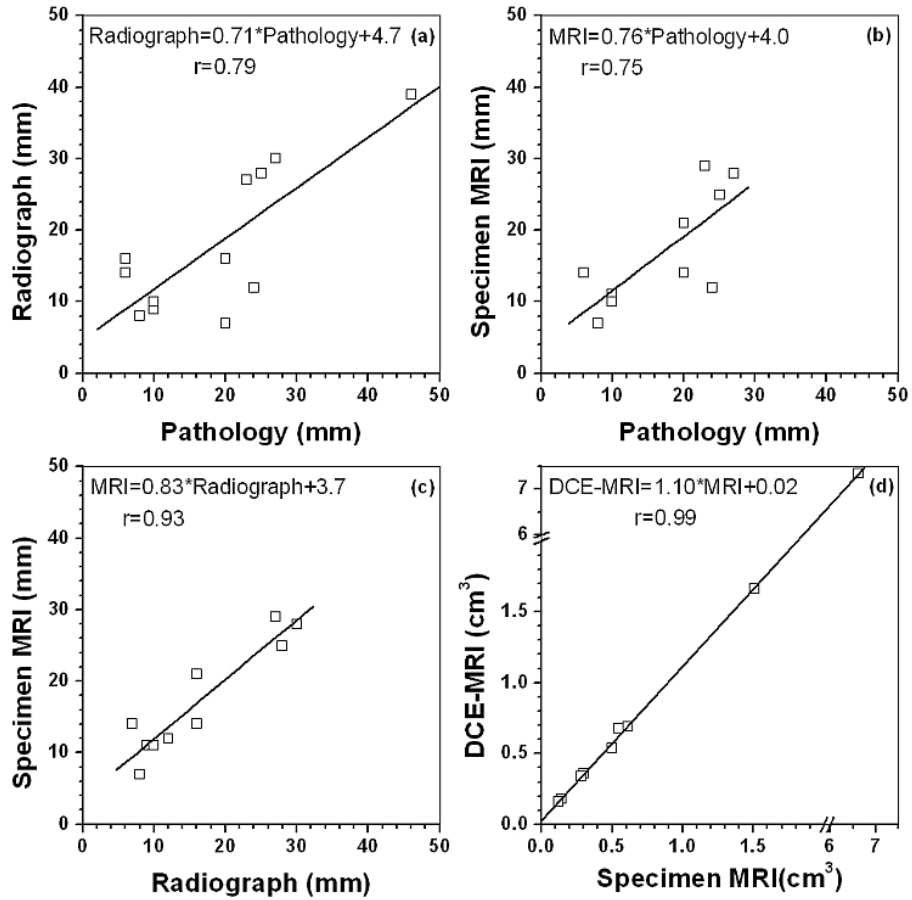 Radiograph=0.71*Pathology+4.7 (a)
r=0.79
50
40
30
20
10
0
Radiograph (mm)
0 10 20 30 40 50
Pathology (mm)
MRI=0.76*Pathology+4.0 (b)
r=0.75
50
40
30
20
10
0
Specimen MRI (mm)
0 10 20 30 40 50
Pathology (mm)
MRI=0.83*Radiograph+3.7 (c)
r=0.93
50
40
30
20
10
0
Specimen MRI (mm)
0 10 20 30 40 50
Radiograph (mm)
DCE-MRI=1.10*MRI+0.02 (d)
r=0.99
7
6
1.5
1.0
0.5
0.0
DCE-MRI (cm³)
0.0 0.5 1.0 1.5 6 7
Specimen MRI(cm³)